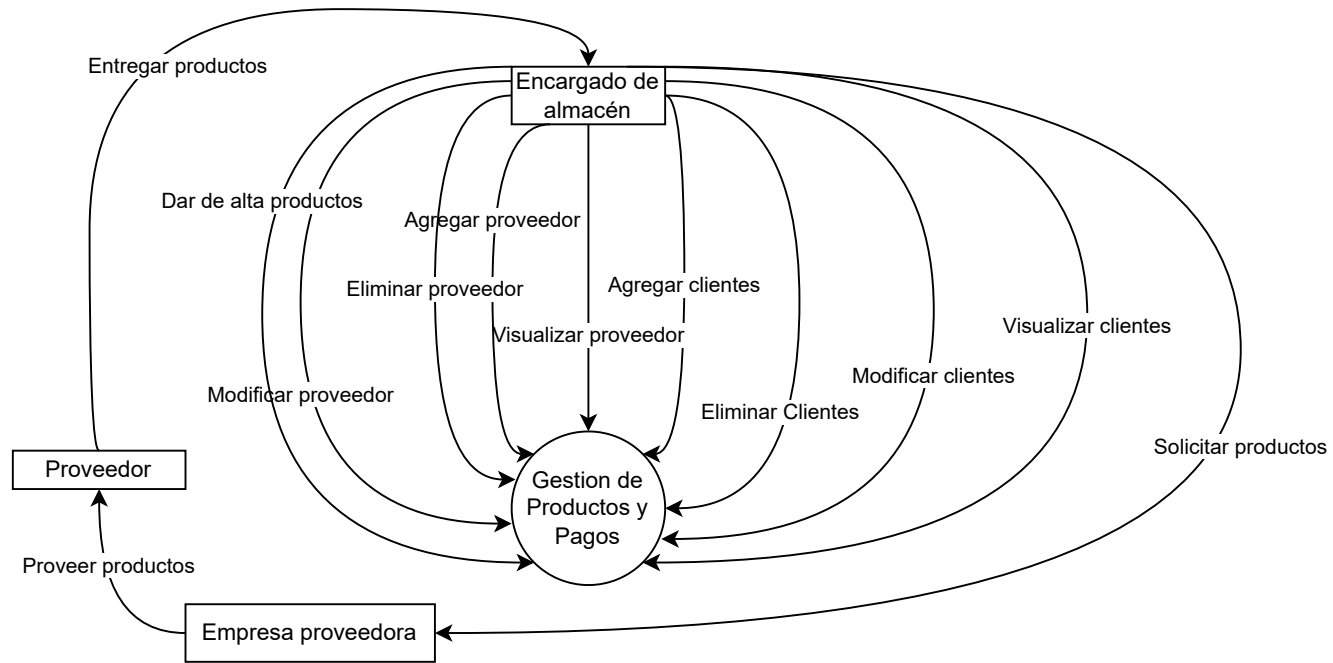 Entregar productos
Encargado de
almacén
Dar de alta productos
Agregar proveedor
Eliminar proveedor
Agregar clientes
Visualizar proveedor
Visualizar clientes
Modificar proveedor
Modificar clientes
Eliminar Clientes
Solicitar productos
Proveedor
Gestion de
Productos y
Pagos
Proveer productos
Empresa proveedora